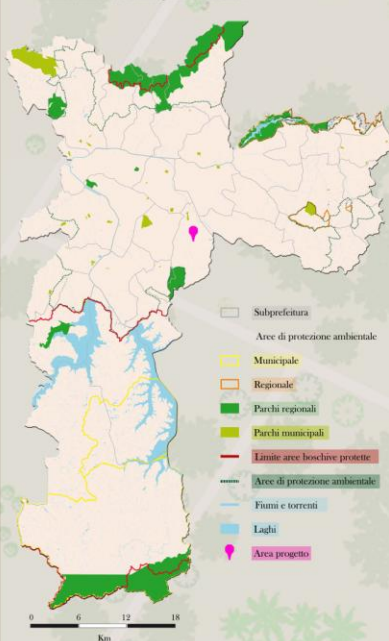 Subprefeitura
Aree di protezione ambientale
Municipale
Regionale
Parchi regionali
Parchi municipali
Limite aree boschive protette
Aree di protezione ambientale
Fiumi e torrenti
Laghi
Area progetto
0 6 12 18
Km